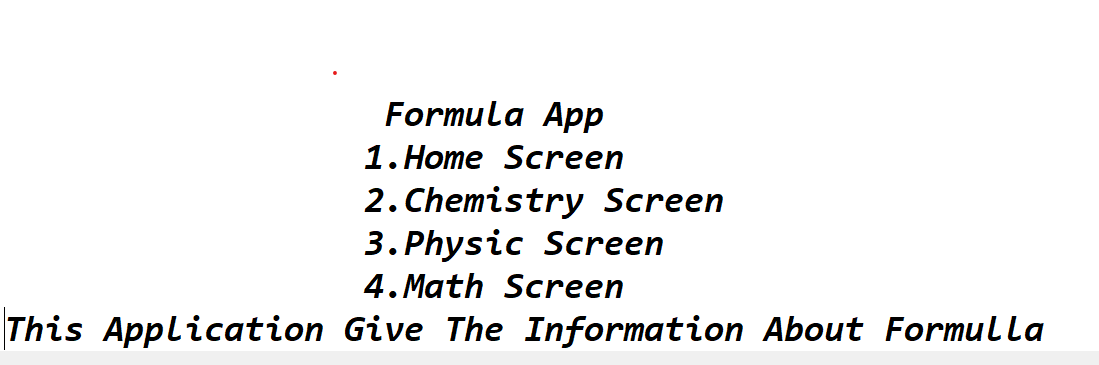 Formula App
1.Home Screen
2.Chemistry Screen
3.Physic Screen
4.Math Screen
This Application Give The Information About Formulla